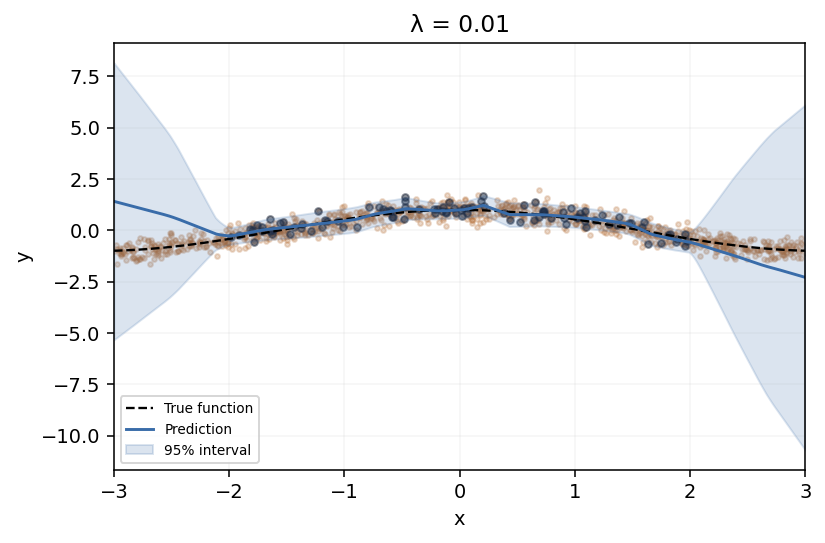 λ = 0.01
y
7.5
5.0
2.5
0.0
−2.5
−5.0
−7.5
−10.0
True function
Prediction
95% interval
−3 −2 −1 0 1 2 3
x